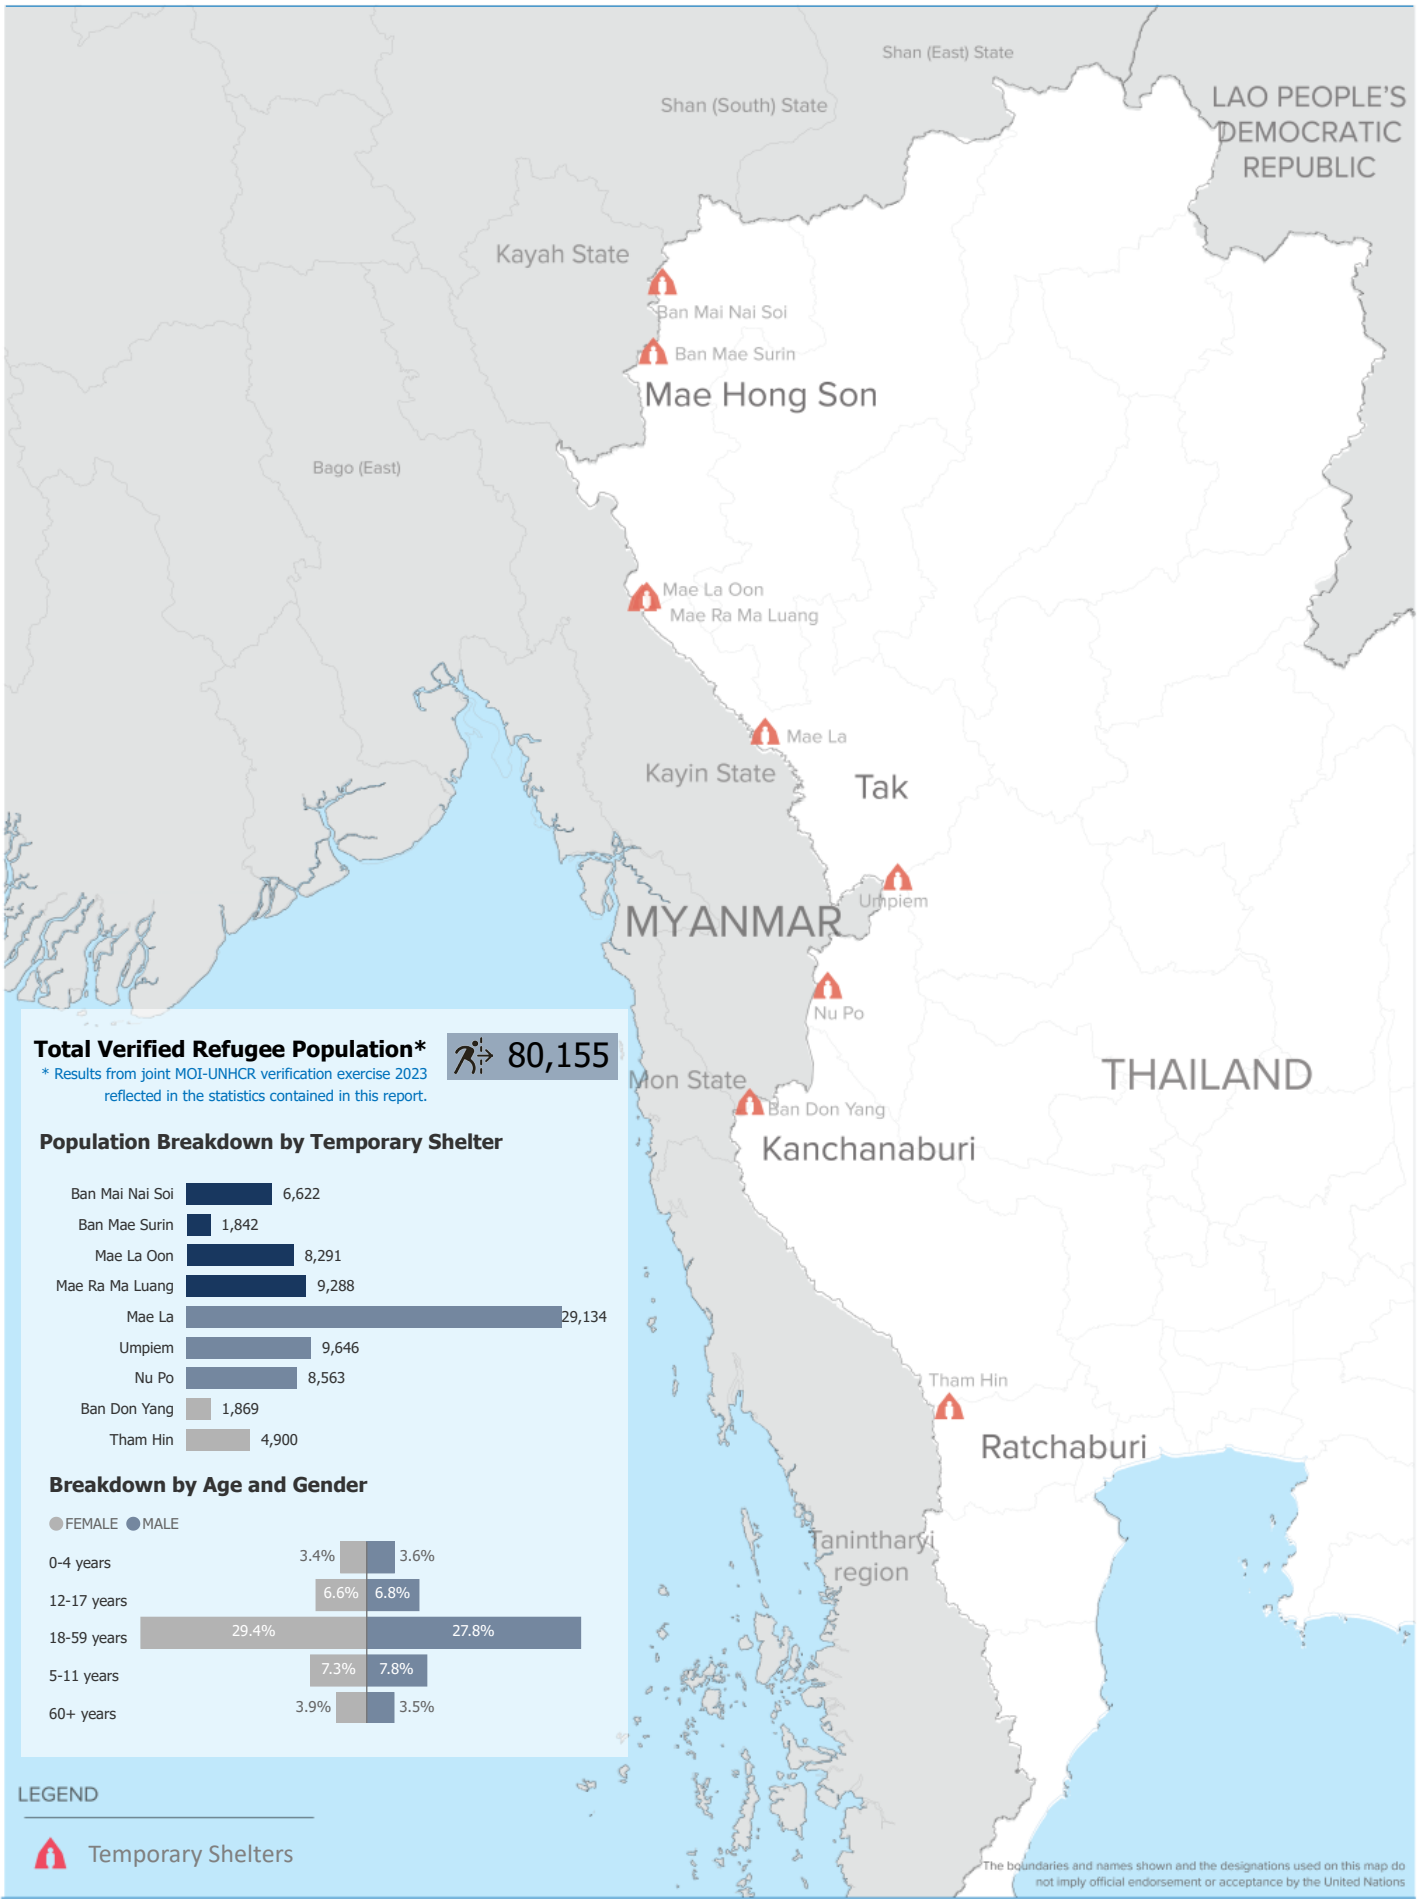 Shan (East) State
LAO PEOPLE'S
DEMOCRATIC
REPUBLIC
Shan (South) State
Kayah State
Ban Mai Nai Soi
Ban Mae Surin
Mae Hong Son
Bago (East)
Mae La Oon
Mae Ra Ma Luang
Mae La
Kayin State
Tak
Umpiem
MYANMAR
Nu Po
THAILAND
Mon State
Ban Don Yang
Kanchanaburi
Tham Hin
Ratchaburi
Tanintharyi
region
Total Verified Refugee Population*
80,155
* Results from joint MOI-UNHCR verification exercise 2023
reflected in the statistics contained in this report.
Population Breakdown by Temporary Shelter
Ban Mai Nai Soi 6,622
Ban Mae Surin 1,842
Mae La Oon 8,291
Mae Ra Ma Luang 9,288
Mae La 29,134
Umpiem 9,646
Nu Po 8,563
Ban Don Yang 1,869
Tham Hin 4,900
Breakdown by Age and Gender
FEMALE MALE
0-4 years 3.4% 3.6%
12-17 years 6.6% 6.8%
18-59 years 29.4% 27.8%
5-11 years 7.3% 7.8%
60+ years 3.9% 3.5%
LEGEND
Temporary Shelters
The boundaries and names shown and the designations used on this map do
not imply official endorsement or acceptance by the United Nations